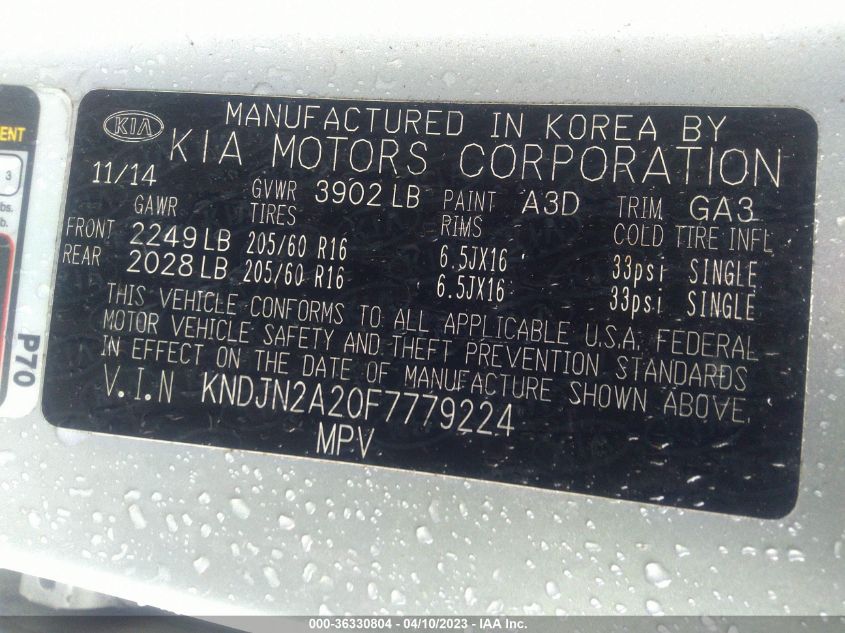 KIA
MANUFACTURED IN KOREA BY
KIA MOTORS CORPORATION
11/14 GVWR 3902 LB PAINT A3D TRIM GA3
GAWR TIRES RIMS COLD TIRE INFL
FRONT 2249 LB 205/60 R16 6.5JX16 33psi SINGLE
REAR 2028 LB 205/60 R16 6.5JX16 33psi SINGLE
THIS VEHICLE CONFORMS TO ALL APPLICABLE U.S.A. FEDERAL
MOTOR VEHICLE SAFETY AND THEFT PREVENTION STANDARDS
IN EFFECT ON THE DATE OF MANUFACTURE SHOWN ABOVE.
V.I.N KNDJN2A20F7779224
MPV
ENT
3
bs.
b.
P70
000-36330804 - 04/10/2023 - IAA Inc.